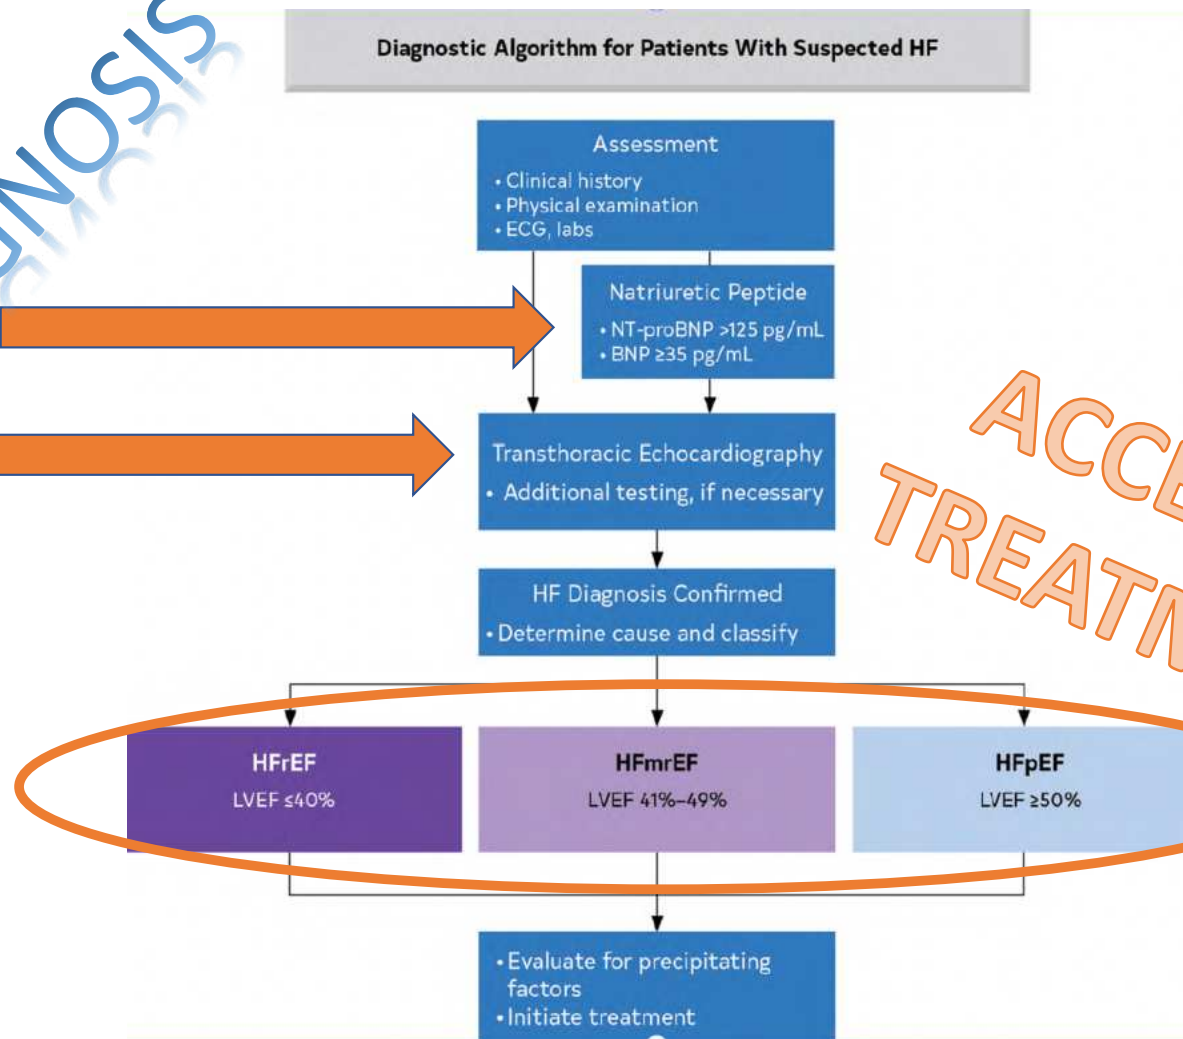 Diagnostic Algorithm for Patients With Suspected HF
Assessment
• Clinical history
• Physical examination
• ECG, labs
Natriuretic Peptide
• NT-proBNP >125 pg/mL
• BNP ≥35 pg/mL
Transthoracic Echocardiography
• Additional testing, if necessary
HF Diagnosis Confirmed
• Determine cause and classify
HFrEF
LVEF ≤40%
HFmrEF
LVEF 41%–49%
HFpEF
LVEF ≥50%
• Evaluate for precipitating
factors
• Initiate treatment